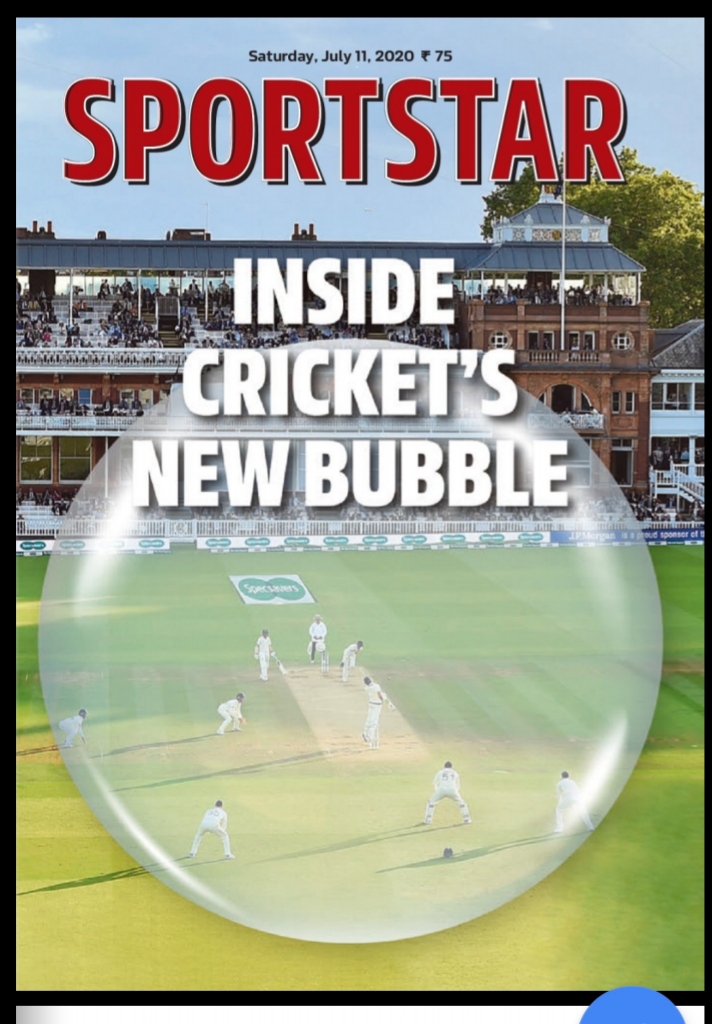 Saturday, July 11, 2020 ₹ 75
SPORTSTAR
INSIDE
CRICKET'S
NEW BUBBLE
J.P.Morgan is a proud sponsor of
Specsavers